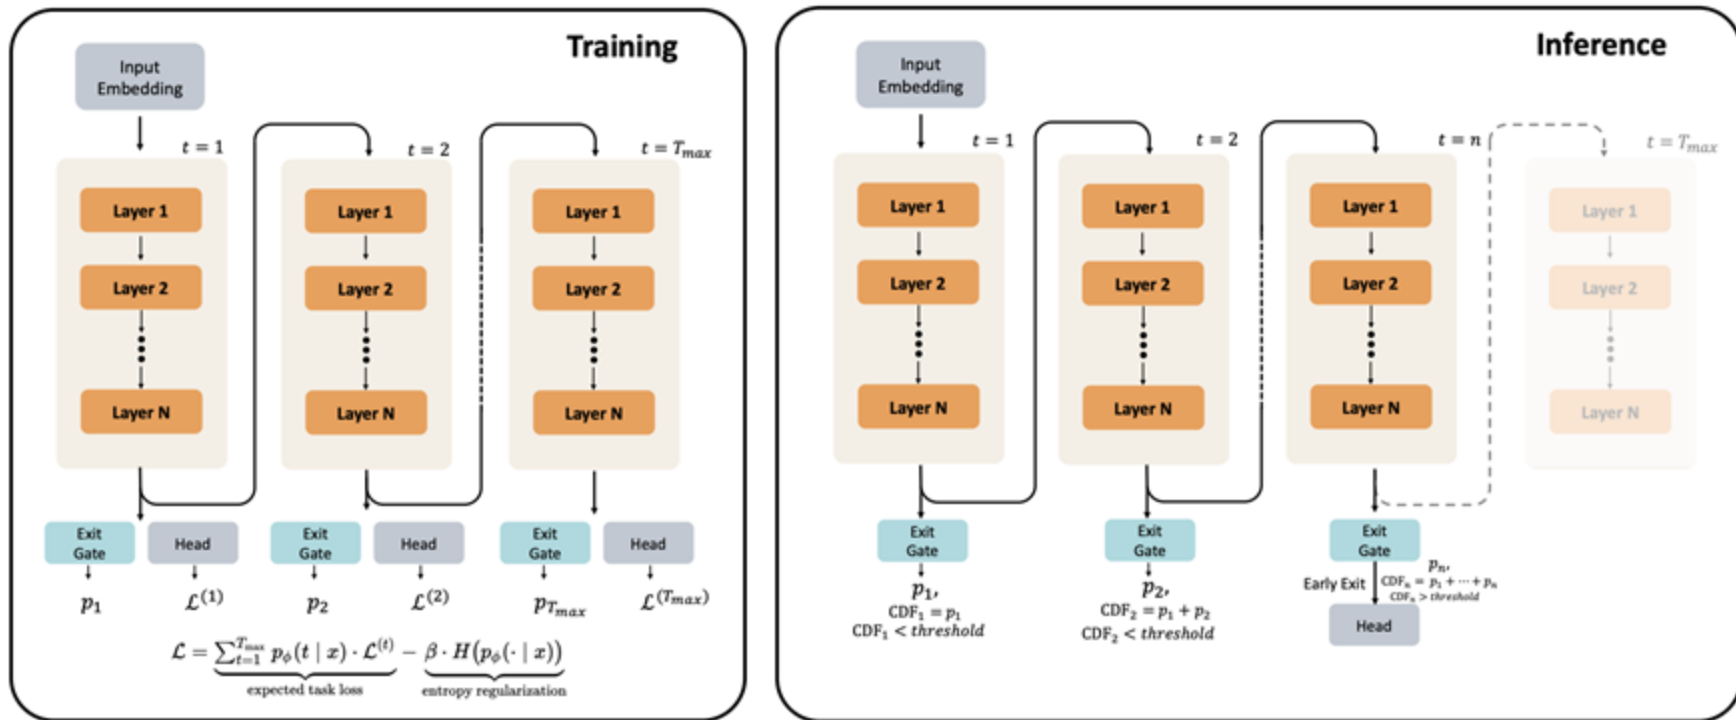 Training
Input
Embedding
t = 1
t = 2
t = T_max
Layer 1
Layer 2
Layer N
Layer 1
Layer 2
Layer N
Layer 1
Layer 2
Layer N
Exit
Gate
Head
Exit
Gate
Head
Exit
Gate
Head
p_1
ℒ^(1)
p_2
ℒ^(2)
p_{T_max}
ℒ^(T_max)
ℒ = ∑_{t=1}^{T_max} p_ϕ(t | x) · ℒ^(t) − β · H(p_ϕ(· | x))
expected task loss
entropy regularization
Inference
Input
Embedding
t = 1
t = 2
t = n
t = T_max
Layer 1
Layer 2
Layer N
Layer 1
Layer 2
Layer N
Layer 1
Layer 2
Layer N
Layer 1
Layer 2
Layer N
Exit
Gate
p_1,
CDF_1 = p_1
CDF_1 < threshold
Exit
Gate
p_2,
CDF_2 = p_1 + p_2
CDF_2 < threshold
Exit
Gate
Early Exit
p_n,
CDF_n = p_1 + ⋯ + p_n
CDF_n > threshold
Head